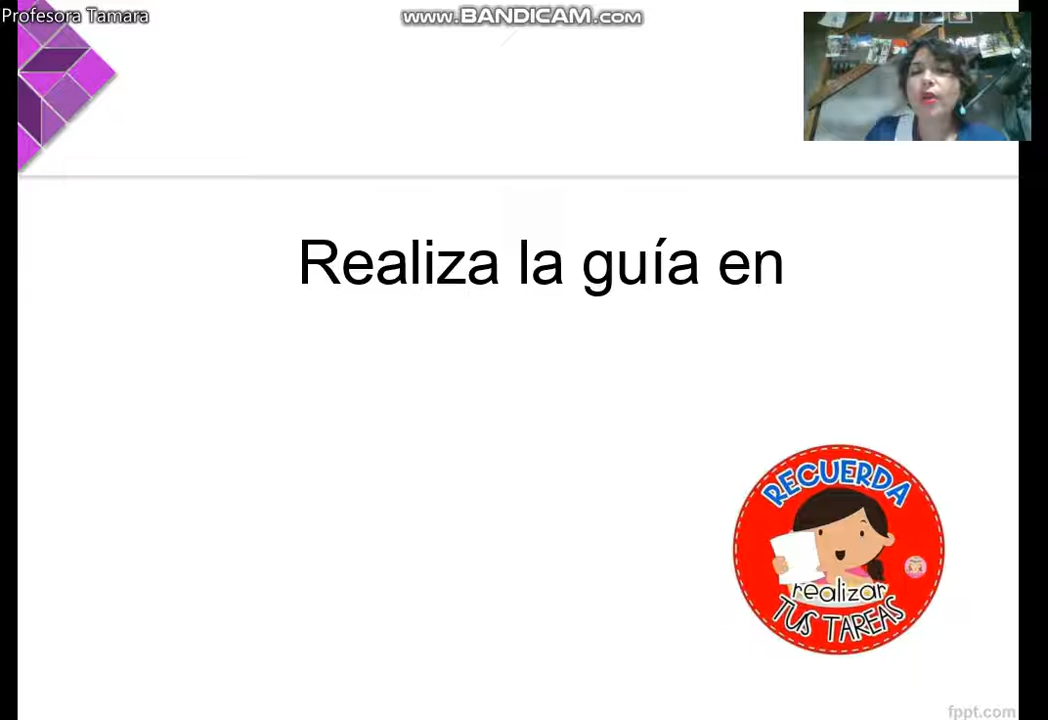 Profesora Tamara
www.BANDICAM.com
Realiza la guía en
RECUERDA
realizar
TUS TAREAS
fppt.com